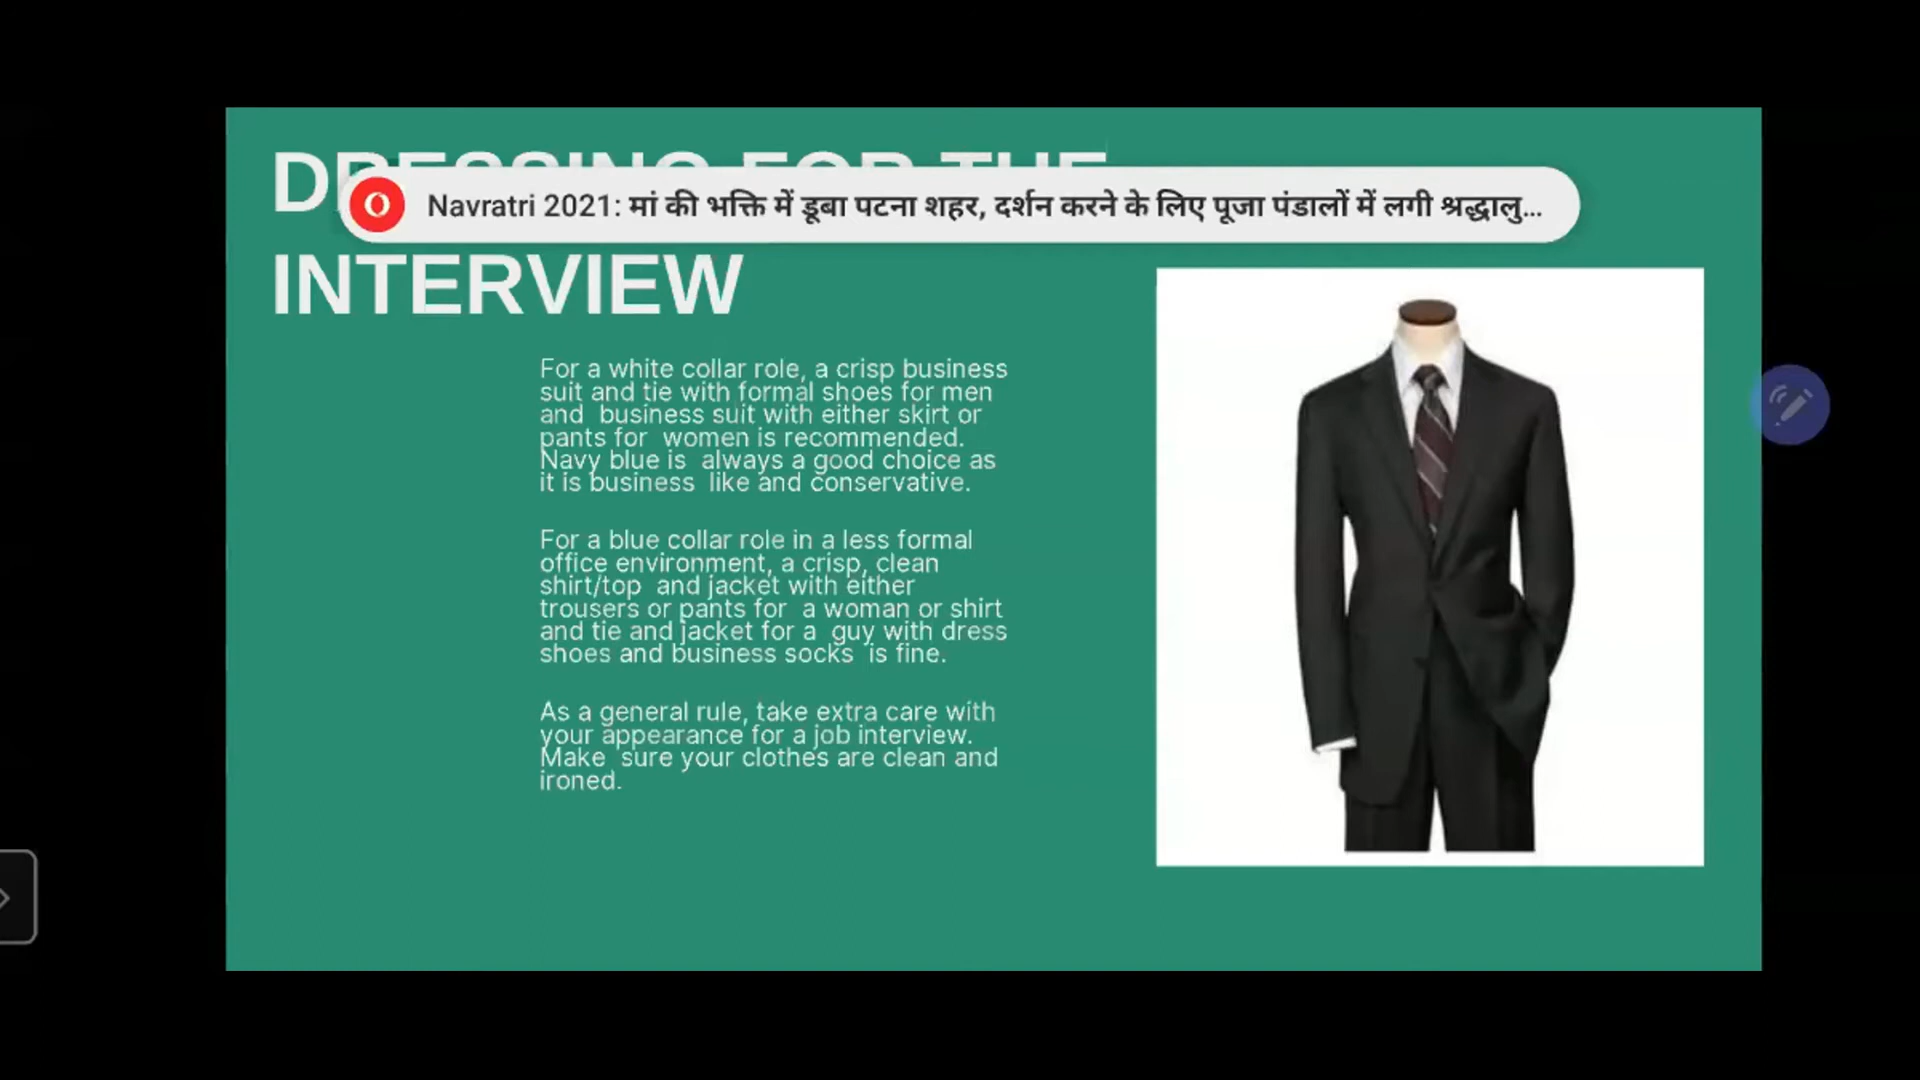 DRESSING FOR THE
Navratri 2021: मां की भक्ति में डूबा पटना शहर, दर्शन करने के लिए पूजा पंडालों में लगी श्रद्धालु...
INTERVIEW
For a white collar role, a crisp business
suit and tie with formal shoes for men
and business suit with either skirt or
pants for women is recommended.
Navy blue is always a good choice as
it is business like and conservative.
For a blue collar role in a less formal
office environment, a crisp, clean
shirt/top and jacket with either
trousers or pants for a woman or shirt
and tie and jacket for a guy with dress
shoes and business socks is fine.
As a general rule, take extra care with
your appearance for a job interview.
Make sure your clothes are clean and
ironed.